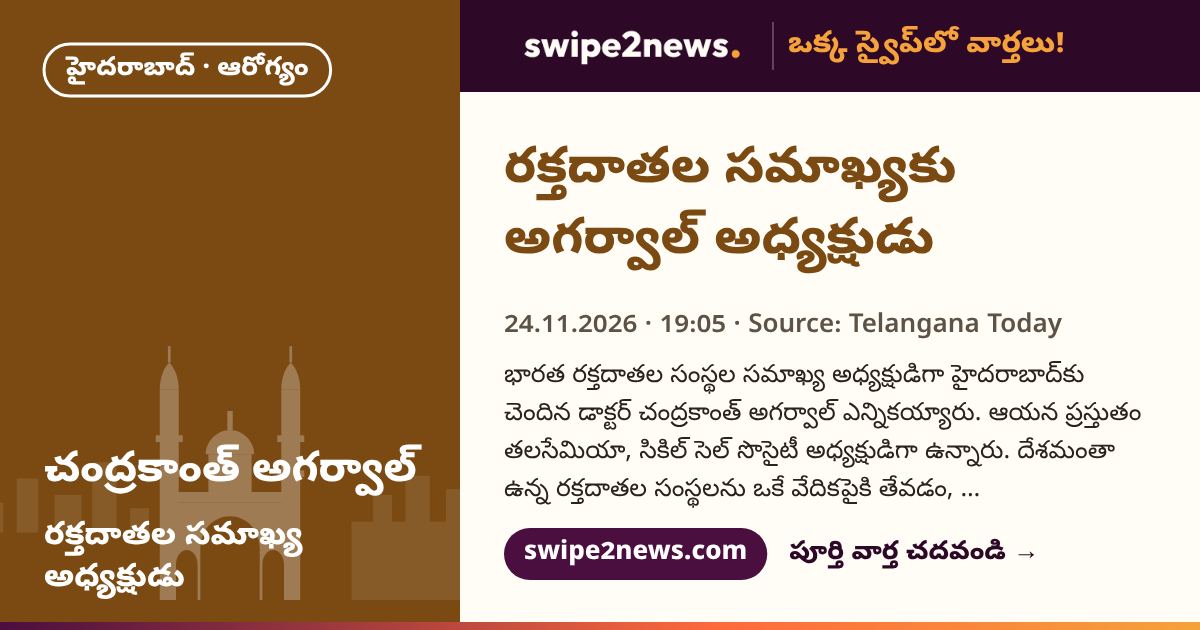 హైదరాబాద్ · ఆరోగ్యం
చంద్రకాంత్ అగర్వాల్
రక్తదాతల సమాఖ్య
అధ్యక్షుడు
swipe2news.
ఒక్క స్వైప్‌లో వార్తలు!
రక్తదాతల సమాఖ్యకు
అగర్వాల్ అధ్యక్షుడు
24.11.2026 · 19:05 · Source: Telangana Today
భారత రక్తదాతల సంస్థల సమాఖ్య అధ్యక్షుడిగా హైదరాబాద్‌కు
చెందిన డాక్టర్ చంద్రకాంత్ అగర్వాల్ ఎన్నికయ్యారు. ఆయన ప్రస్తుతం
తలసేమియా, సికిల్ సెల్ సొసైటీ అధ్యక్షుడిగా ఉన్నారు. దేశమంతా
ఉన్న రక్తదాతల సంస్థలను ఒకే వేదికపైకి తేవడం, ...
swipe2news.com
పూర్తి వార్త చదవండి →